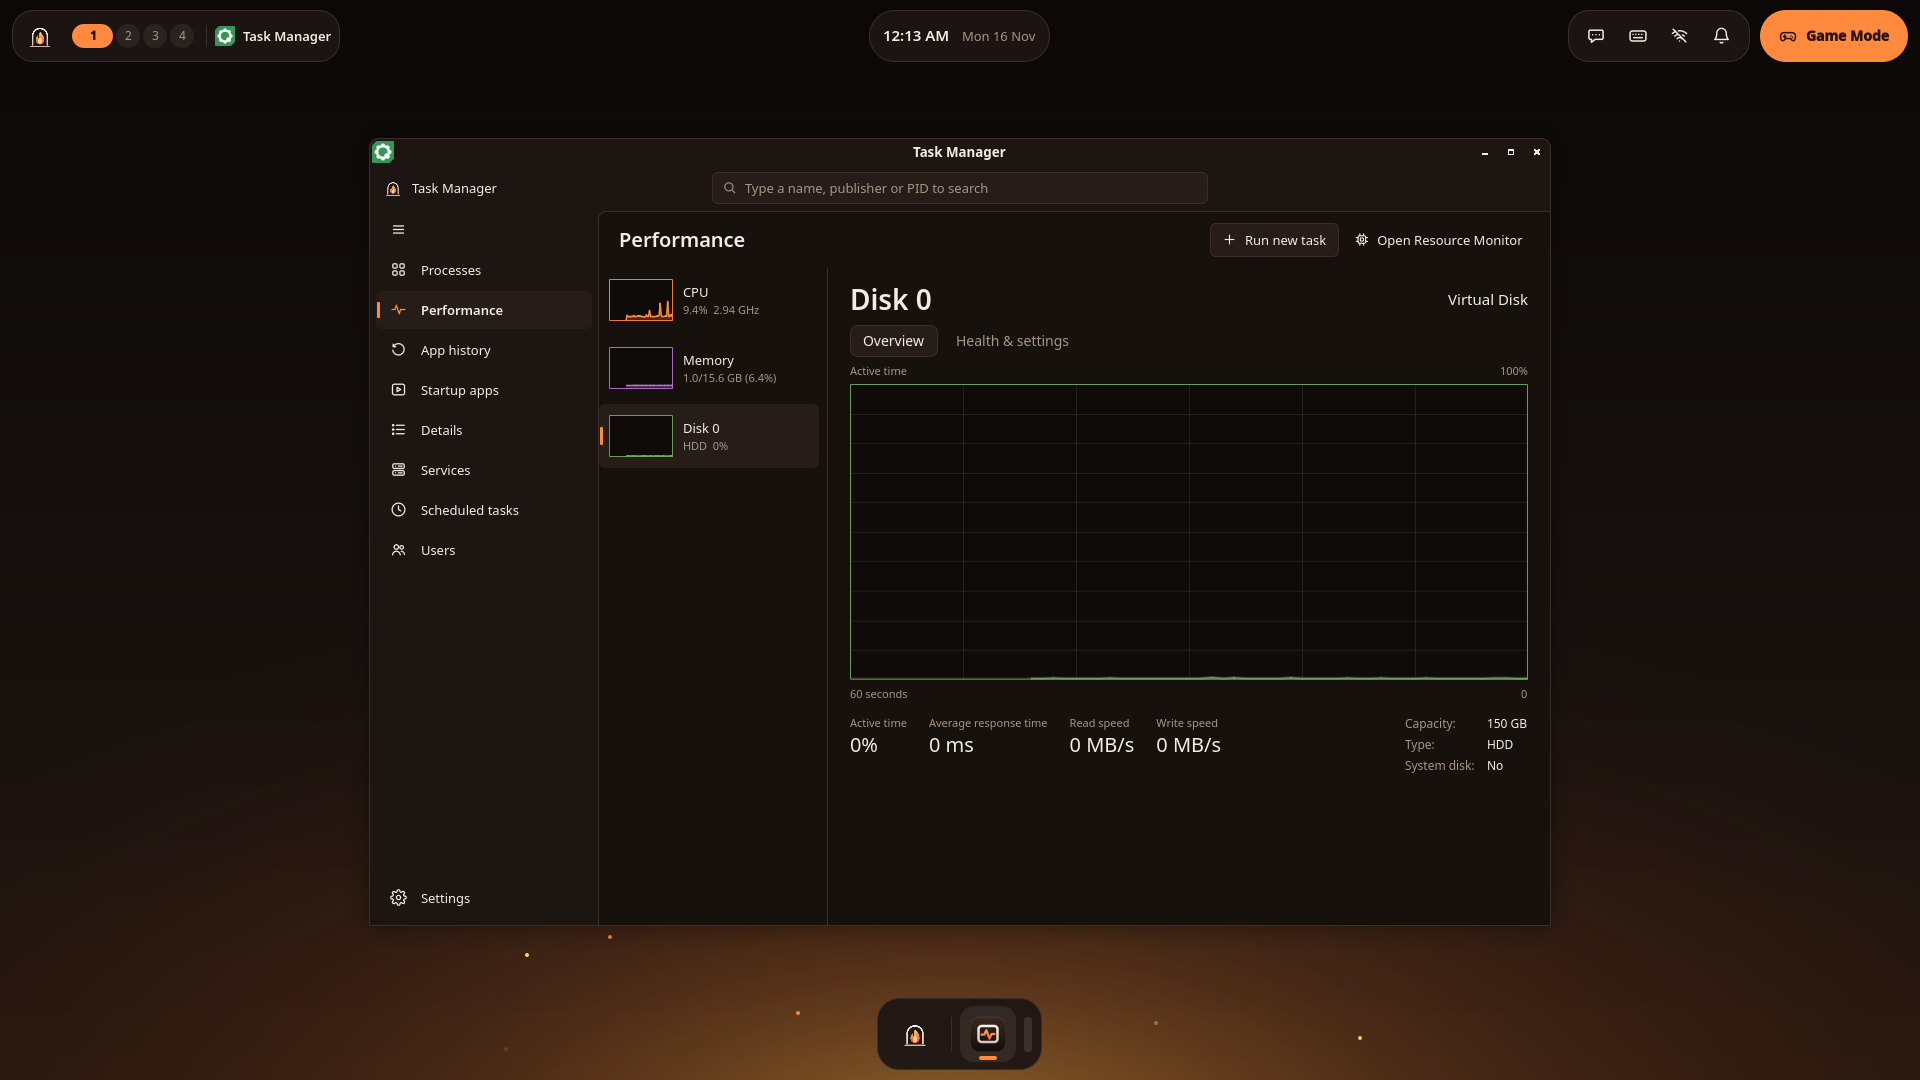 1 2 3 4 Task Manager
12:13 AM Mon 16 Nov
Game Mode
Task Manager
Task Manager
Type a name, publisher or PID to search
Processes
Performance
App history
Startup apps
Details
Services
Scheduled tasks
Users
Settings
Performance
Run new task
Open Resource Monitor
CPU
9.4% 2.94 GHz
Memory
1.0/15.6 GB (6.4%)
Disk 0
HDD 0%
Disk 0
Virtual Disk
Overview
Health & settings
Active time
100%
60 seconds
0
Active time
0%
Average response time
0 ms
Read speed
0 MB/s
Write speed
0 MB/s
Capacity: 150 GB
Type: HDD
System disk: No